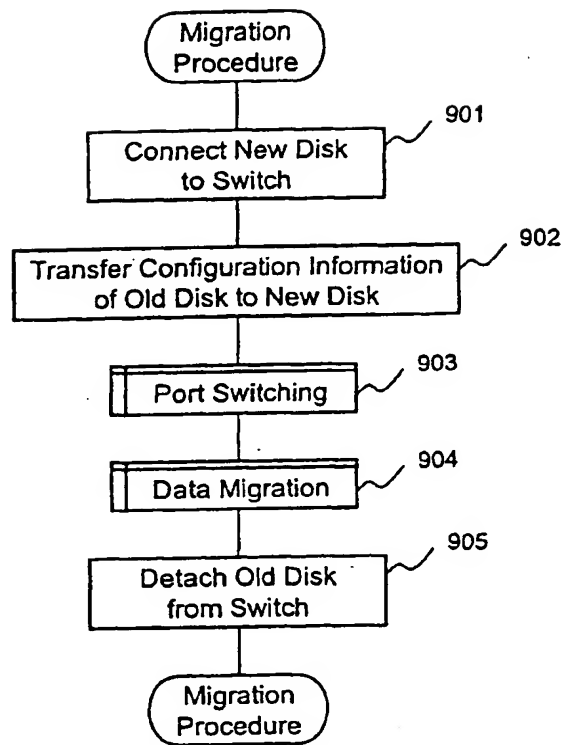 Migration
Procedure
901
Connect New Disk
to Switch
902
Transfer Configuration Information
of Old Disk to New Disk
903
Port Switching
904
Data Migration
905
Detach Old Disk
from Switch
Migration
Procedure